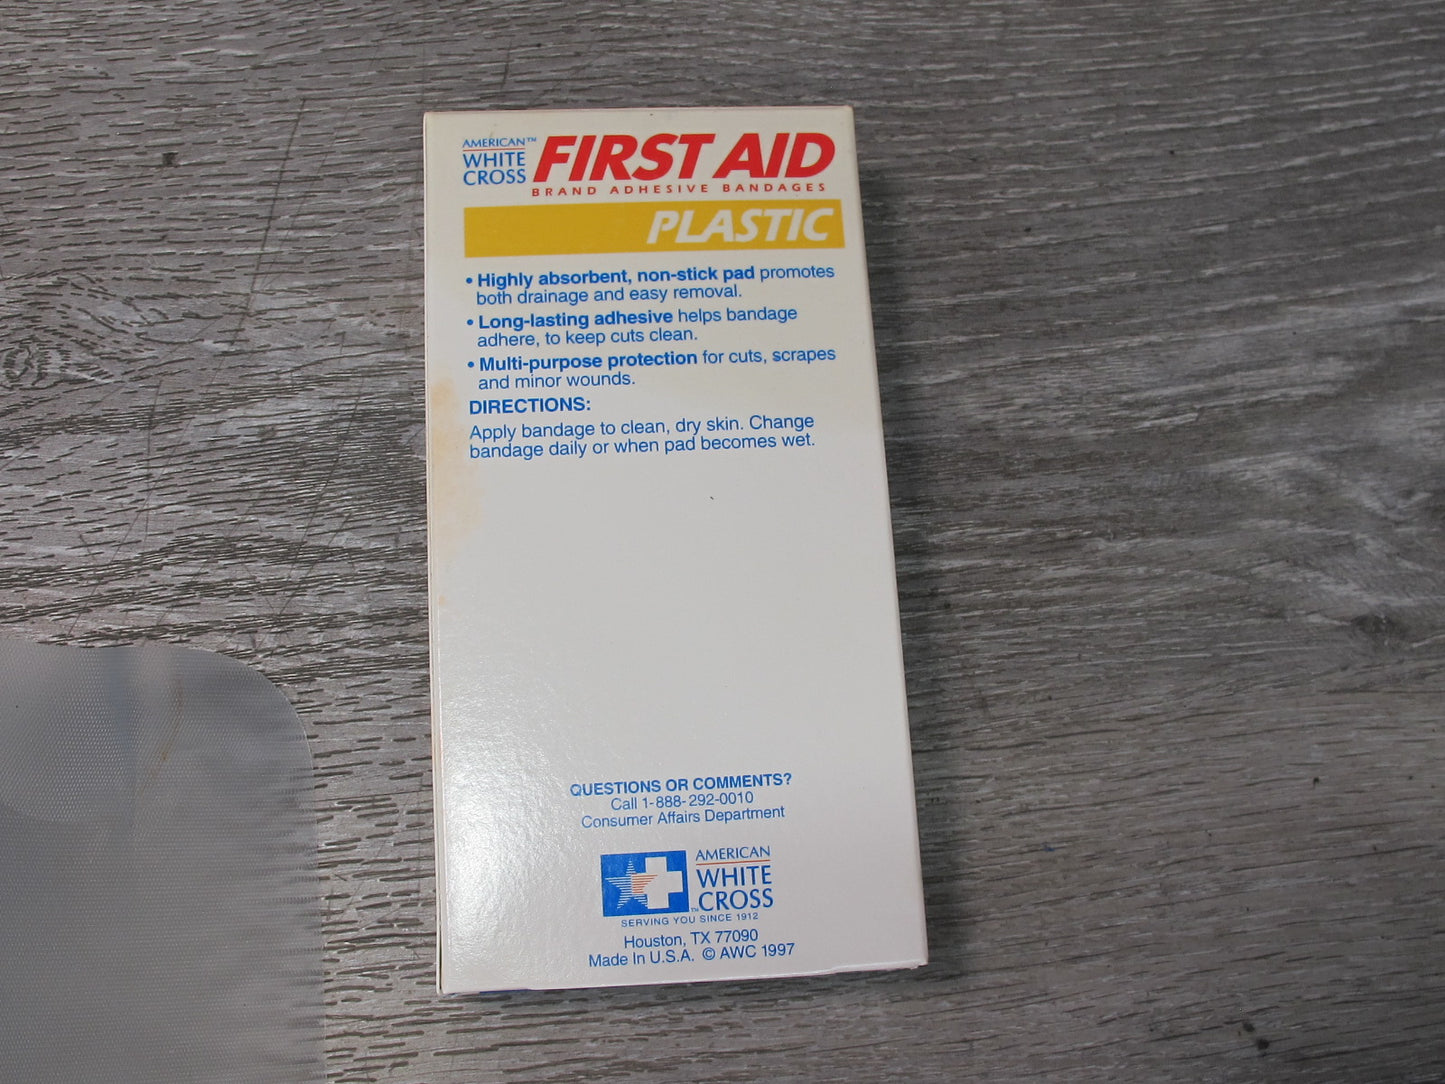 AMERICAN™
WHITE
CROSS
FIRST AID
BRAND ADHESIVE BANDAGES
PLASTIC
• Highly absorbent, non-stick pad promotes
both drainage and easy removal.
• Long-lasting adhesive helps bandage
adhere, to keep cuts clean.
• Multi-purpose protection for cuts, scrapes
and minor wounds.
DIRECTIONS:
Apply bandage to clean, dry skin. Change
bandage daily or when pad becomes wet.
QUESTIONS OR COMMENTS?
Call 1-888-292-0010
Consumer Affairs Department
AMERICAN
WHITE
™CROSS
SERVING YOU SINCE 1912
Houston, TX 77090
Made In U.S.A. © AWC 1997